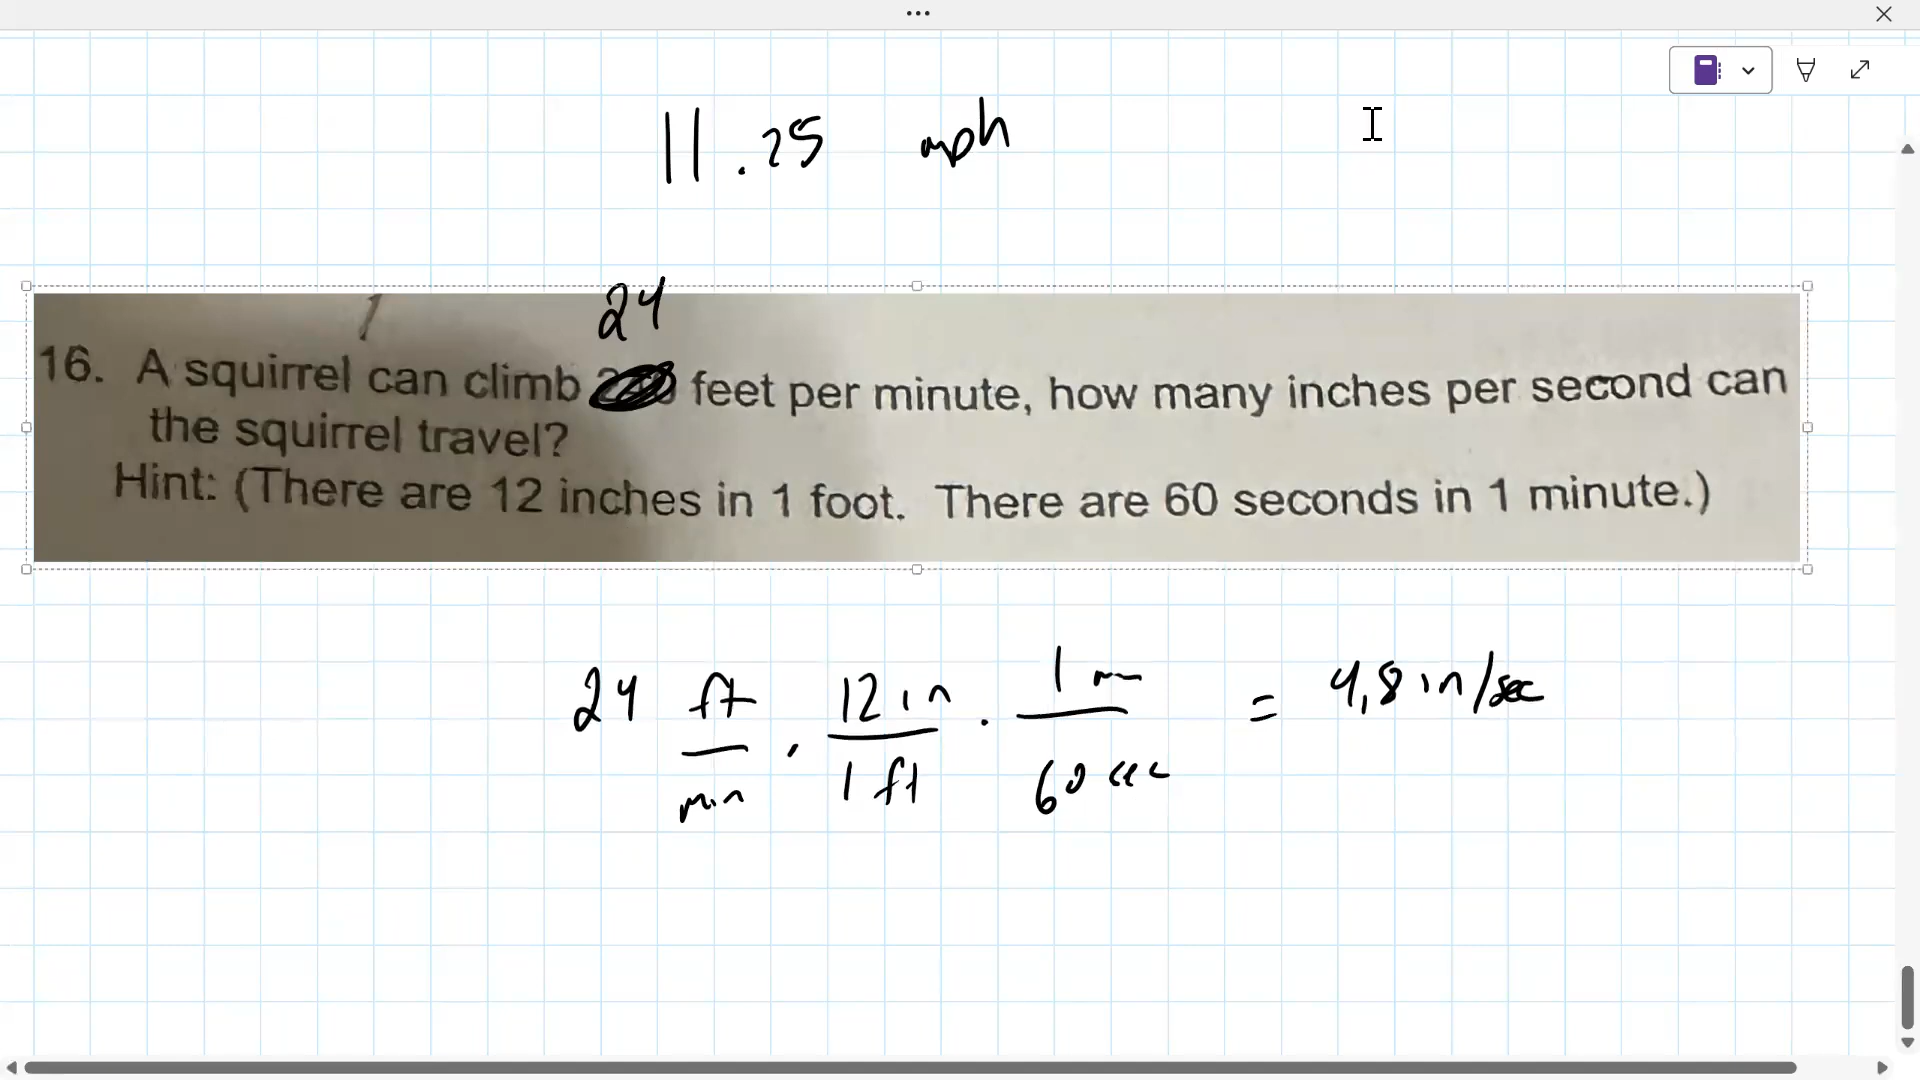 11.25 mph
24
16. A squirrel can climb feet per minute, how many inches per second can
the squirrel travel?
Hint: (There are 12 inches in 1 foot. There are 60 seconds in 1 minute.)
24 ft/min · 12 in/1 ft · 1 min/60 sec = 4.8 in/sec